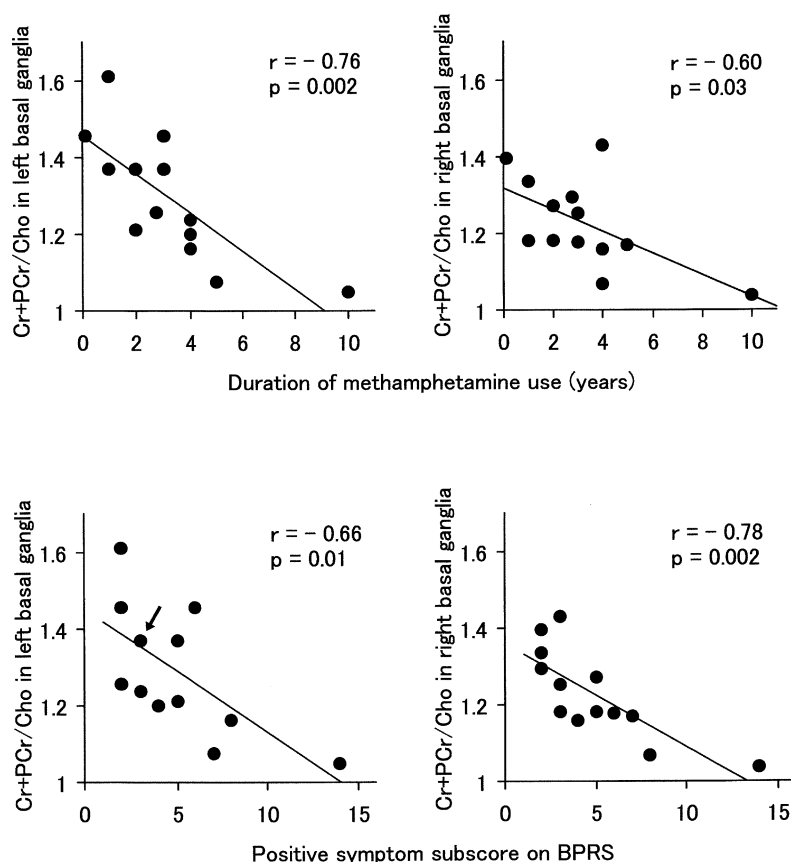 Cr+PCr/Cho in left basal ganglia
1.6
1.4
1.2
1
0 2 4 6 8 10
r = − 0.76
p = 0.002
Cr+PCr/Cho in right basal ganglia
1.6
1.4
1.2
1
0 2 4 6 8 10
r = − 0.60
p = 0.03
Duration of methamphetamine use (years)
Cr+PCr/Cho in left basal ganglia
1.6
1.4
1.2
1
0 5 10 15
r = − 0.66
p = 0.01
Cr+PCr/Cho in right basal ganglia
1.6
1.4
1.2
1
0 5 10 15
r = − 0.78
p = 0.002
Positive symptom subscore on BPRS